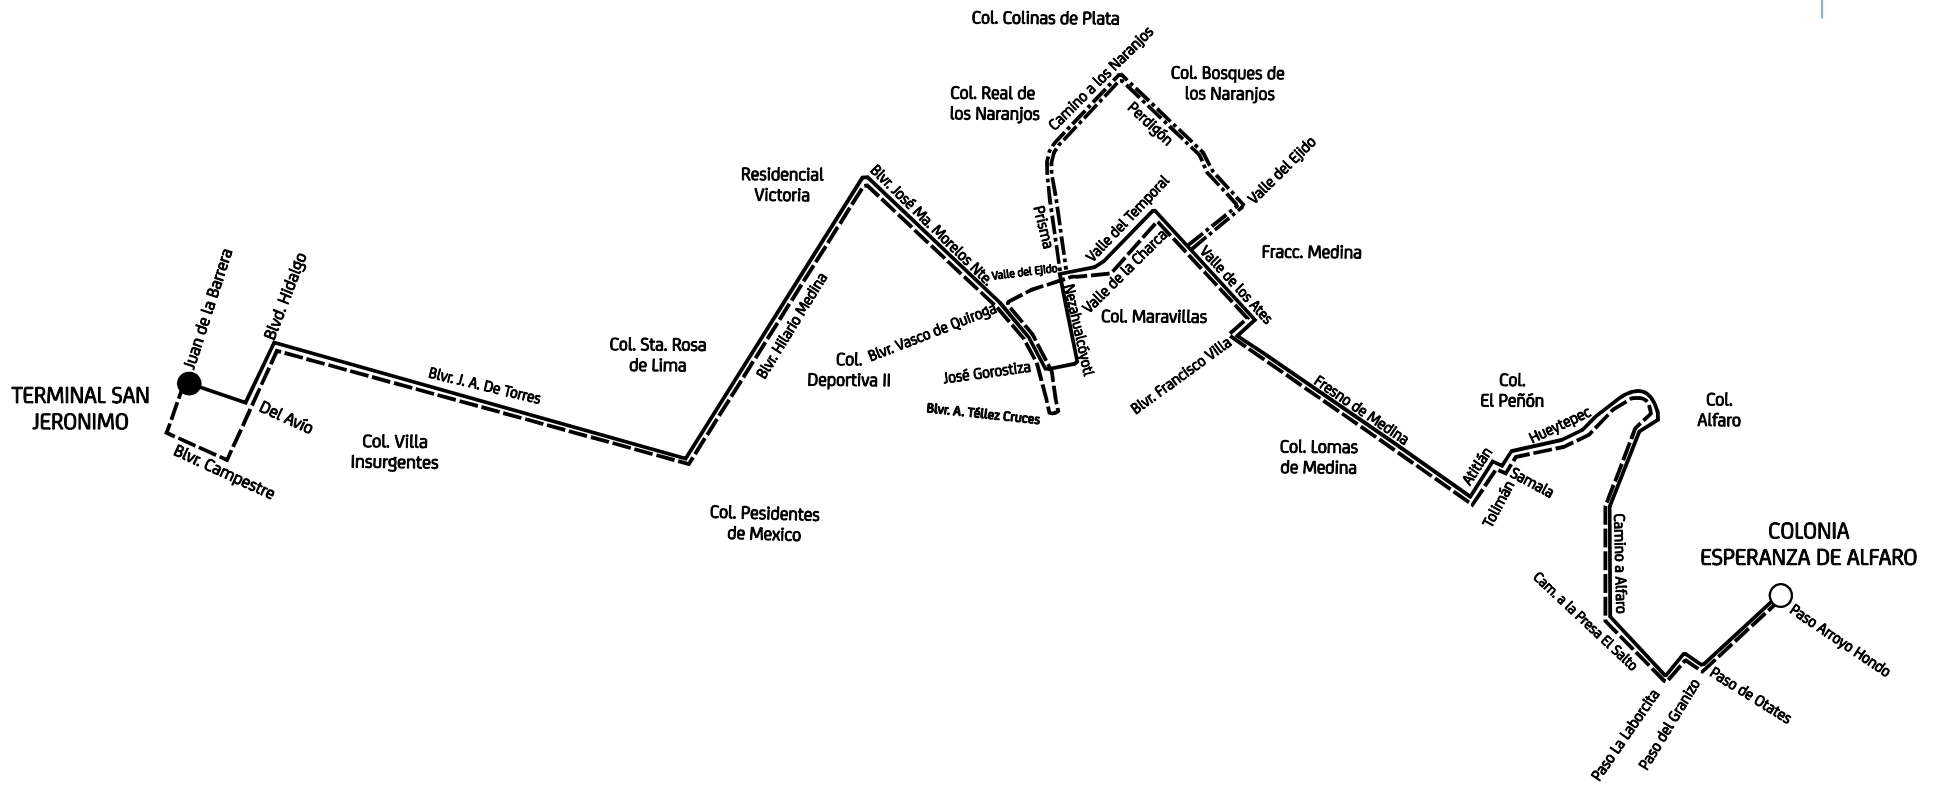 Col. Colinas de Plata
Camino a los Naranjos
Col. Bosques de
los Naranjos
Col. Real de
los Naranjos
Perdigón
Valle del Ejido
Residencial
Victoria
Blvr. José Ma. Morelos Nte.
Prisma
Valle del Temporal
Valle de la Charca
Valle de los Ates
Fracc. Medina
Valle del Ejido
Nezahualcóyotl
Col. Maravillas
Juan de la Barrera
Blvd. Hidalgo
TERMINAL SAN
JERONIMO
Del Avío
Blvr. Campestre
Blvr. J. A. De Torres
Col. Villa
Insurgentes
Col. Sta. Rosa
de Lima
Blvr. Hilario Medina
Col.
Deportiva II
Blvr. Vasco de Quiroga
José Gorostiza
Blvr. A. Téllez Cruces
Blvr. Francisco Villa
Fresno de Medina
Col. Lomas
de Medina
Col. Pesidentes
de Mexico
Col.
El Peñón
Hueytepec
Col.
Alfaro
Atitlán
Samala
Tolimán
Camino a Alfaro
COLONIA
ESPERANZA DE ALFARO
Cam. a la Presa El Salto
Paso Arroyo Hondo
Paso de Otates
Paso La Laborcita
Paso del Granizo